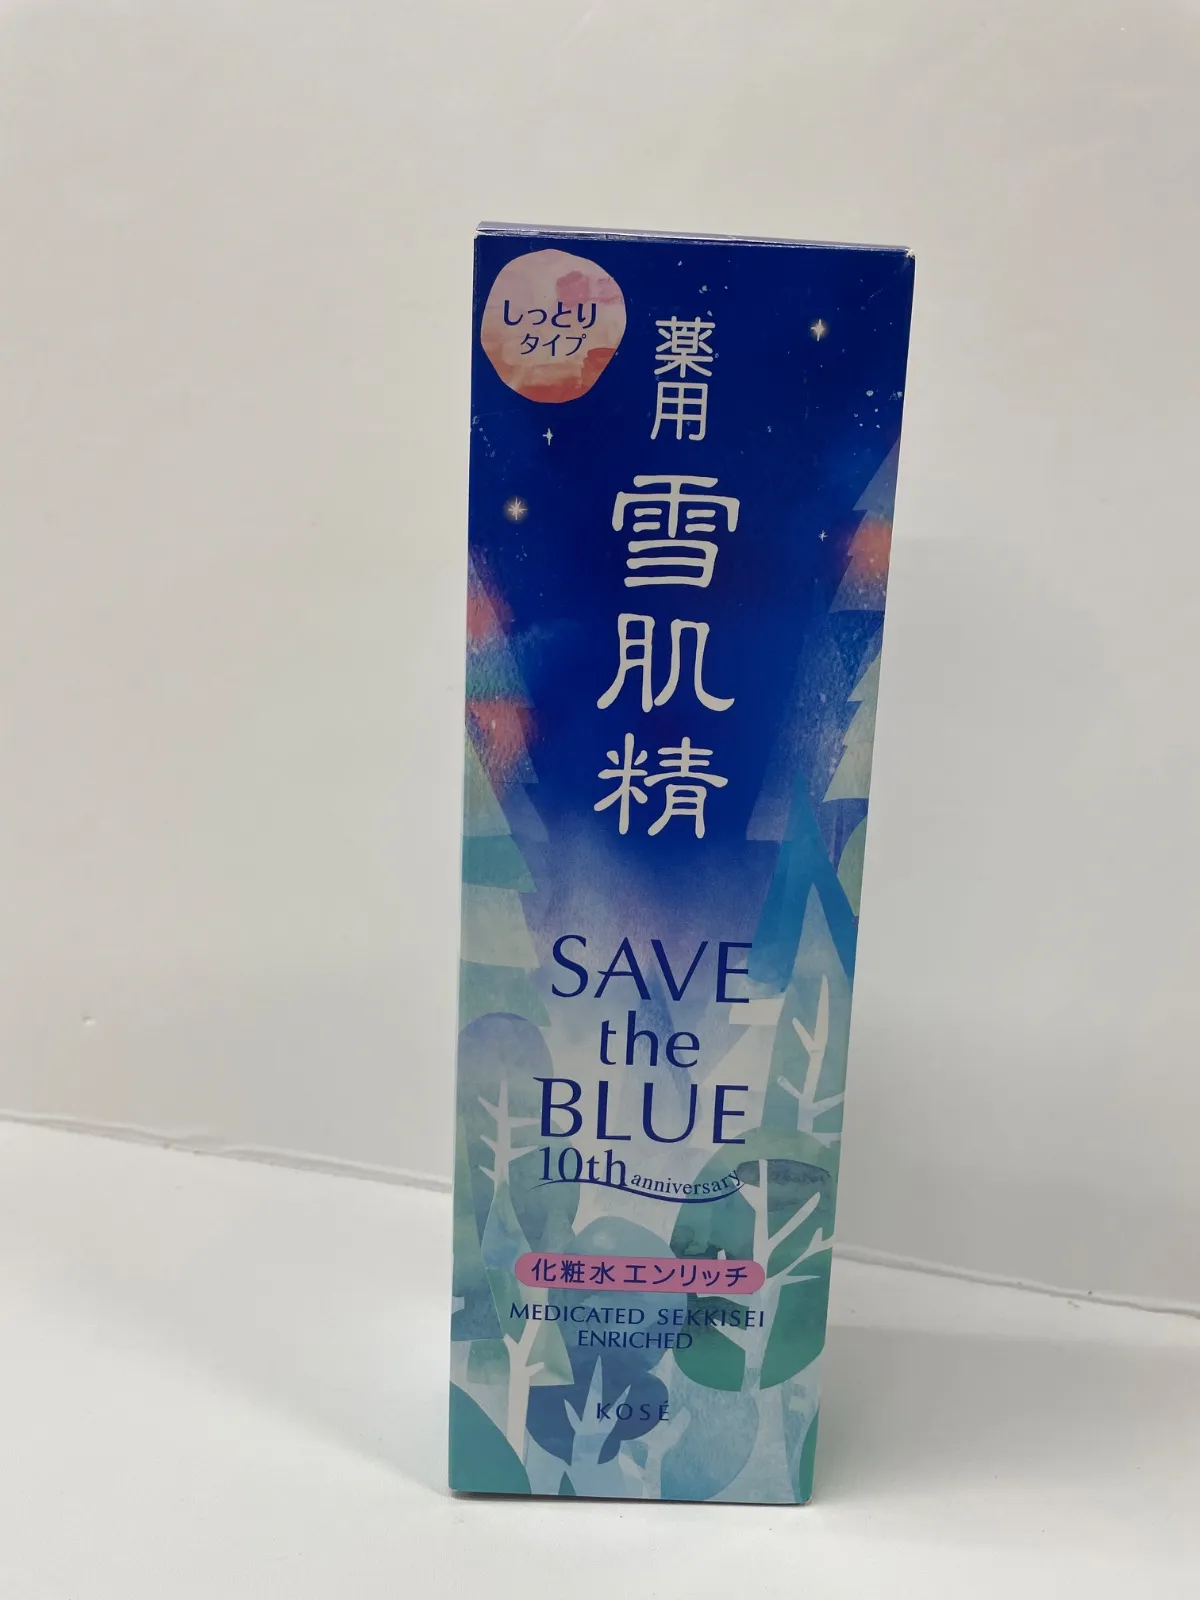 しっとり
タイプ
薬用
雪肌精
SAVE
the
BLUE
10th anniversary
化粧水 エンリッチ
MEDICATED SEKKISEI
ENRICHED
KOSÉ